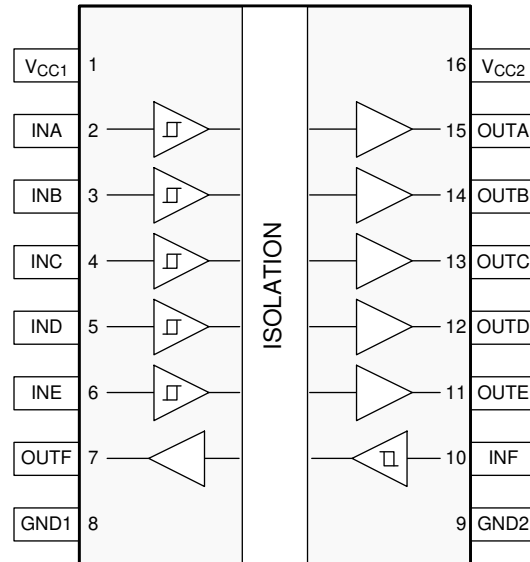 VCC1 1 16 VCC2
INA 2 15 OUTA
INB 3 14 OUTB
INC 4 13 OUTC
IND 5 12 OUTD
INE 6 11 OUTE
OUTF 7 10 INF
GND1 8 9 GND2
ISOLATION